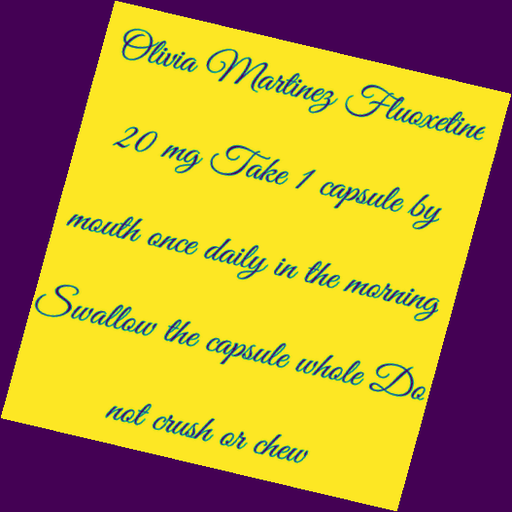 Olivia Martinez Fluoxetine
20 mg Take 1 capsule by
mouth once daily in the morning
Swallow the capsule whole Do
not crush or chew